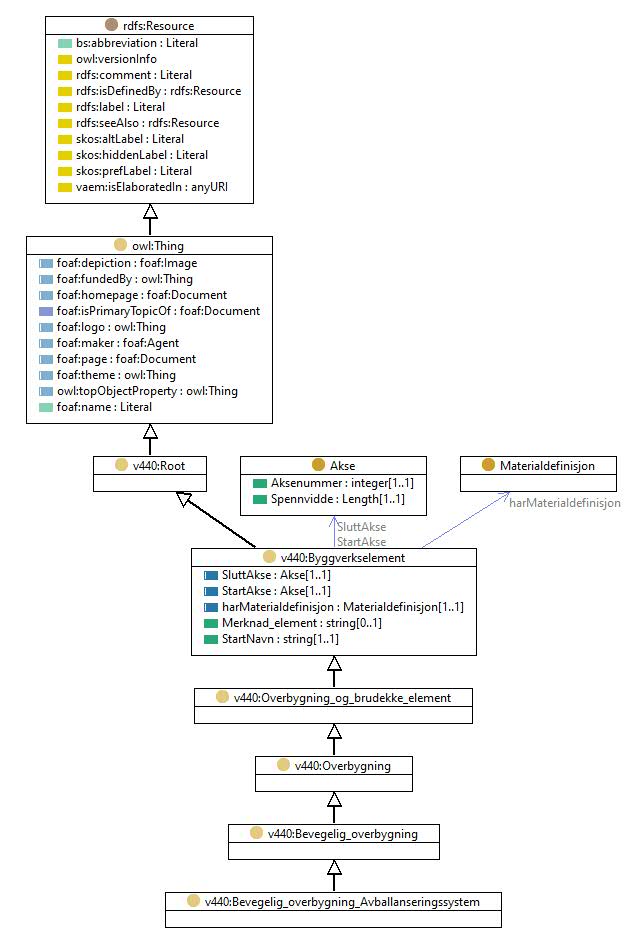 rdfs:Resource
bs:abbreviation : Literal
owl:versionInfo
rdfs:comment : Literal
rdfs:isDefinedBy : rdfs:Resource
rdfs:label : Literal
rdfs:seeAlso : rdfs:Resource
skos:altLabel : Literal
skos:hiddenLabel : Literal
skos:prefLabel : Literal
vaem:isElaboratedIn : anyURI
owl:Thing
foaf:depiction : foaf:Image
foaf:fundedBy : owl:Thing
foaf:homepage : foaf:Document
foaf:isPrimaryTopicOf : foaf:Document
foaf:logo : owl:Thing
foaf:maker : foaf:Agent
foaf:page : foaf:Document
foaf:theme : owl:Thing
owl:topObjectProperty : owl:Thing
foaf:name : Literal
v440:Root
Akse
Aksenummer : integer[1..1]
Spennvidde : Length[1..1]
Materialdefinisjon
harMaterialdefinisjon
SluttAkse
StartAkse
v440:Byggverkselement
SluttAkse : Akse[1..1]
StartAkse : Akse[1..1]
harMaterialdefinisjon : Materialdefinisjon[1..1]
Merknad_element : string[0..1]
StartNavn : string[1..1]
v440:Overbygning_og_brudekke_element
v440:Overbygning
v440:Bevegelig_overbygning
v440:Bevegelig_overbygning_Avballanseringssystem